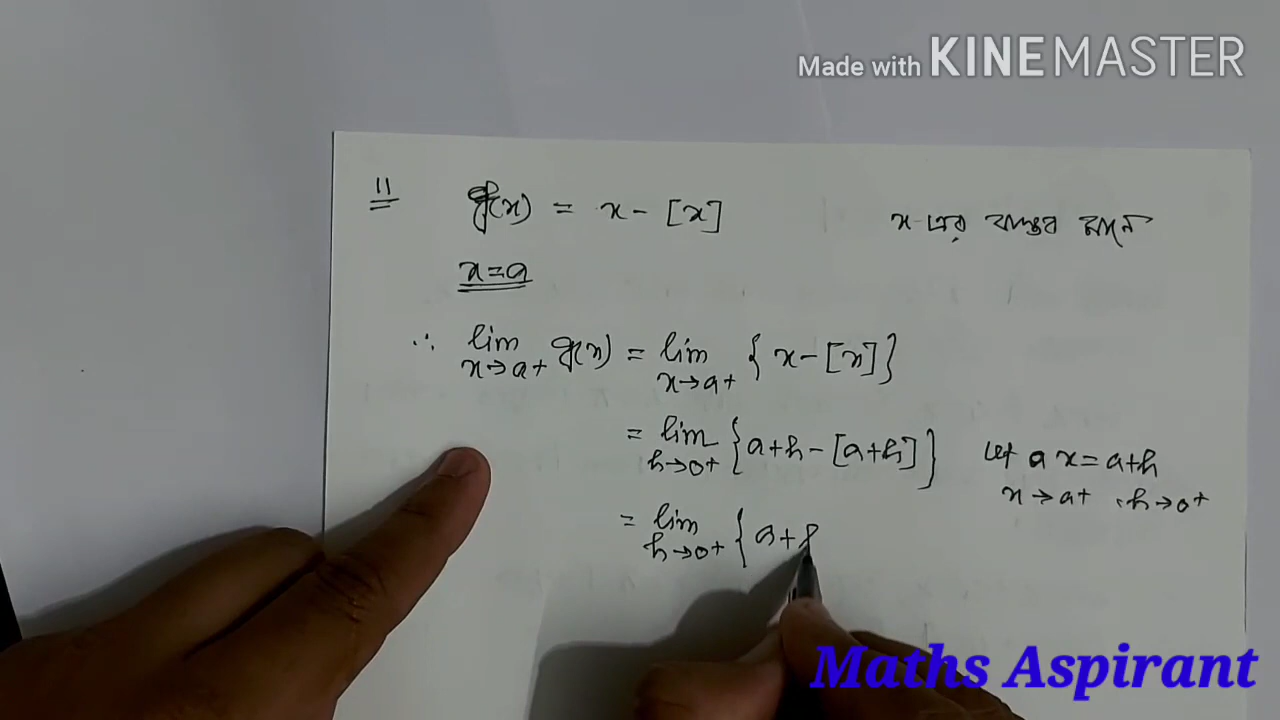 Made with KINEMASTER
11 g(x) = x - [x] x-এর বাস্তব মানে
x=a
∴ lim x→a+ g(x) = lim x→a+ { x - [x] }
= lim h→0+ { a+h - [a+h] } Let a x = a+h
x→a+ ∴ h→0+
= lim h→0+ { a+
Maths Aspirant